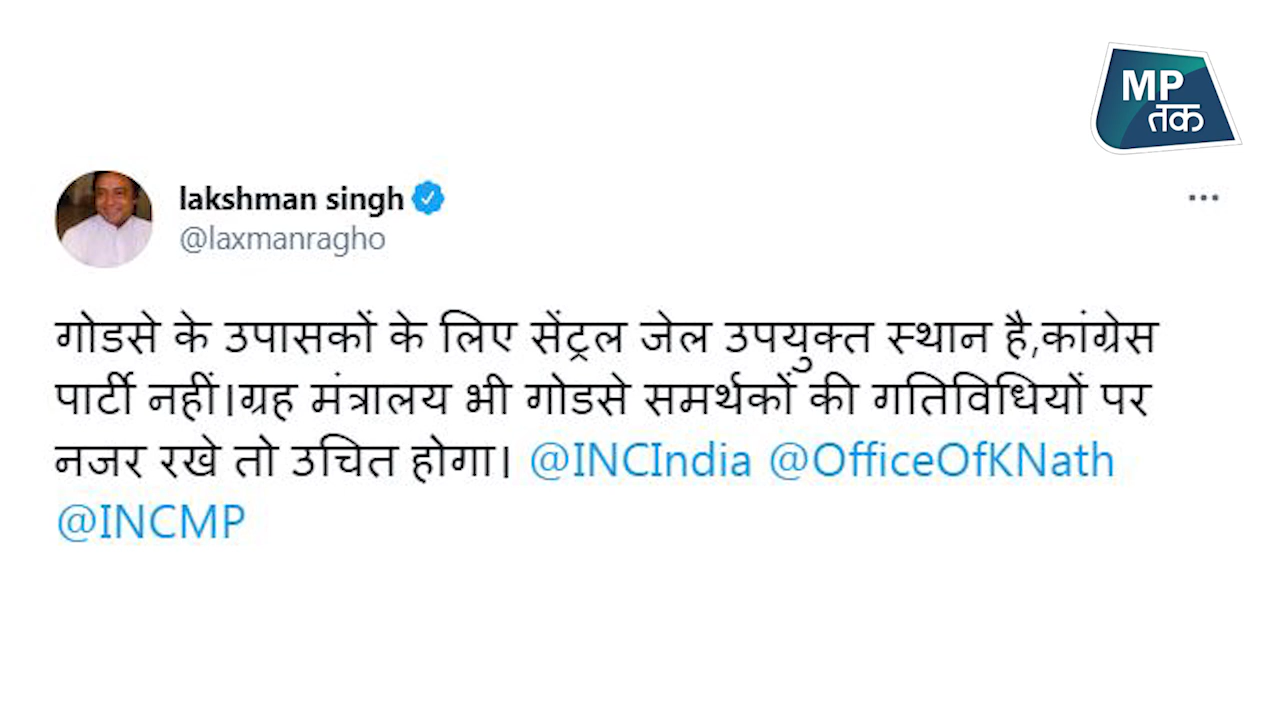 MP
तक
lakshman singh
@laxmanragho
गोडसे के उपासकों के लिए सेंट्रल जेल उपयुक्त स्थान है,कांग्रेस
पार्टी नहीं।ग्रह मंत्रालय भी गोडसे समर्थकों की गतिविधियों पर
नजर रखे तो उचित होगा। @INCIndia @OfficeOfKNath
@INCMP